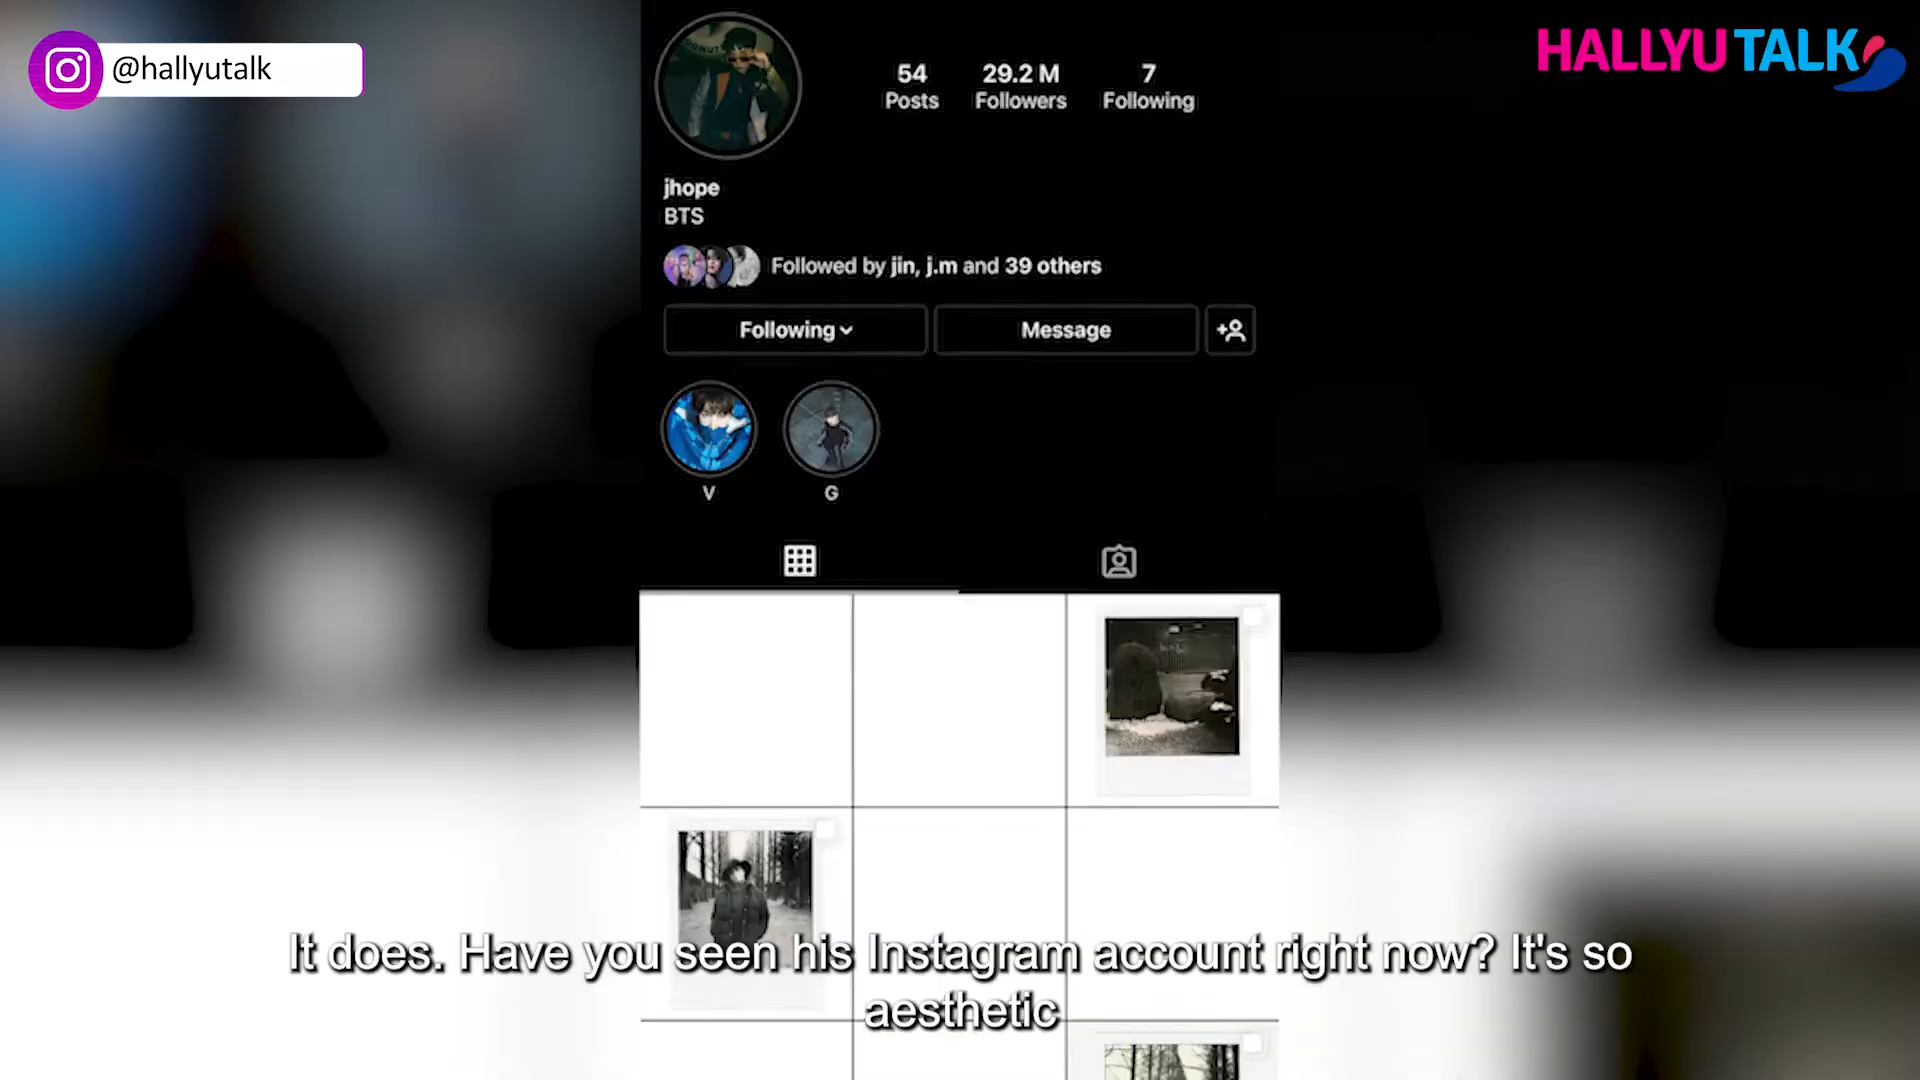 @hallyutalk
HALLYU TALK
54
Posts
29.2 M
Followers
7
Following
jhope
BTS
Followed by jin, j.m and 39 others
Following
Message
V
G
It does. Have you seen his Instagram account right now? It's so
aesthetic